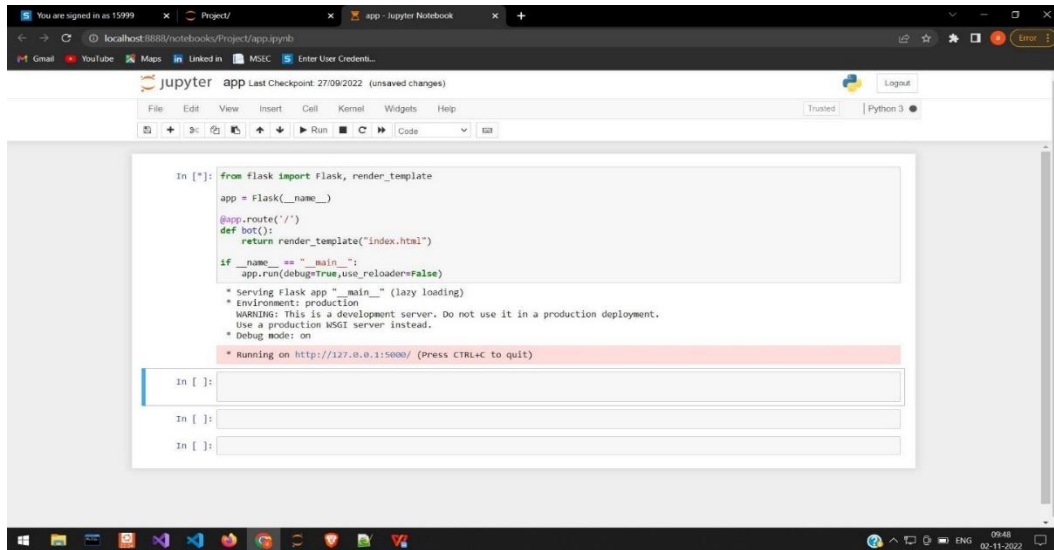 You are signed in as 15999
Project/
app - Jupyter Notebook
localhost:8888/notebooks/Project/app.ipynb
Error
Gmail YouTube Maps Linked in MSEC Enter User Credenti...
jupyter app Last Checkpoint: 27/09/2022 (unsaved changes)
Logout
File Edit View Insert Cell Kernel Widgets Help
Trusted Python 3
Run Code
In [*]: from flask import Flask, render_template
app = Flask(__name__)
@app.route('/')
def bot():
return render_template("index.html")
if __name__ == "__main__":
app.run(debug=True,use_reloader=False)
* Serving Flask app "__main__" (lazy loading)
* Environment: production
WARNING: This is a development server. Do not use it in a production deployment.
Use a production WSGI server instead.
* Debug mode: on
* Running on http://127.0.0.1:5000/ (Press CTRL+C to quit)
In [ ]:
In [ ]:
In [ ]:
ENG
09:48
02-11-2022